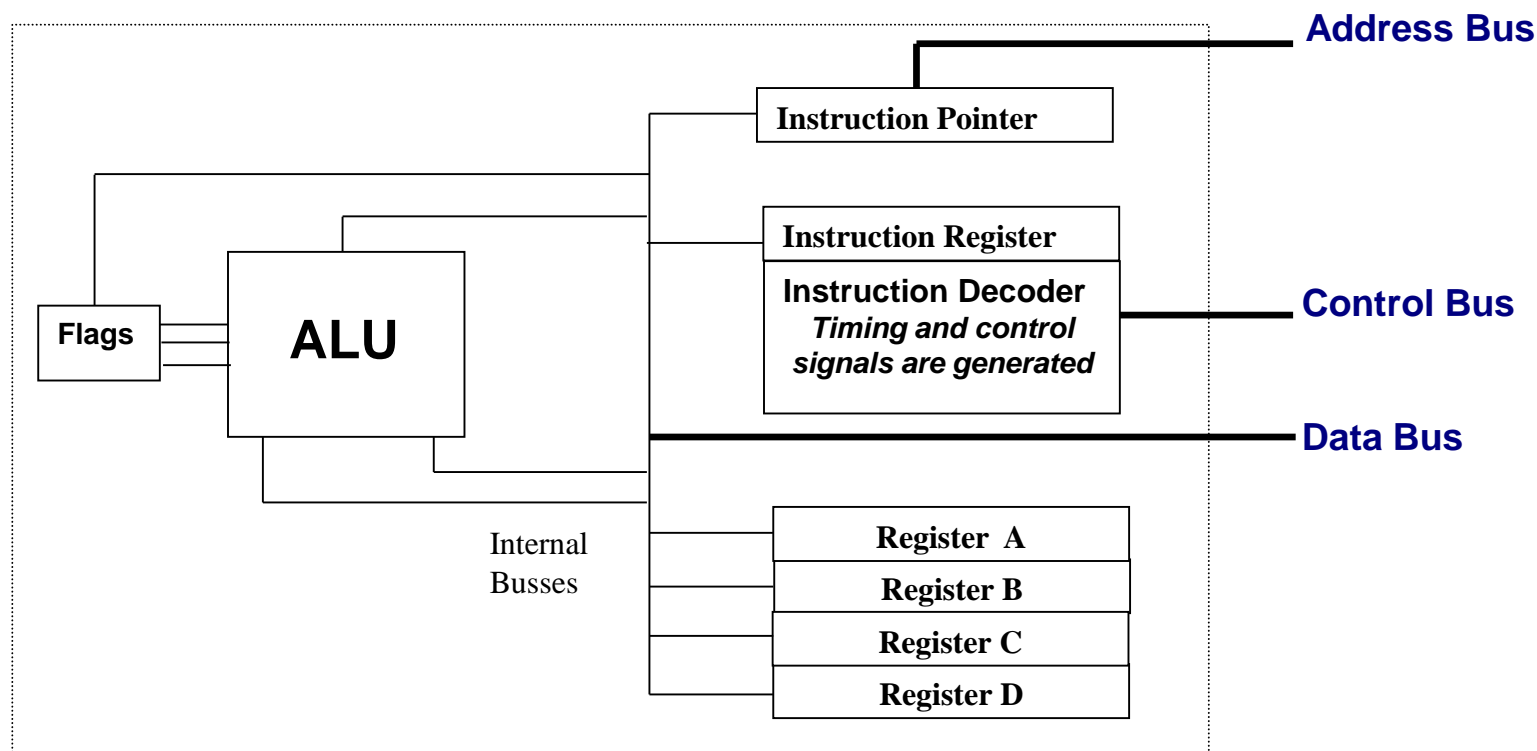 Address Bus
Instruction Pointer
Instruction Register
Instruction Decoder
Timing and control
signals are generated
Control Bus
Flags
ALU
Data Bus
Internal
Busses
Register A
Register B
Register C
Register D